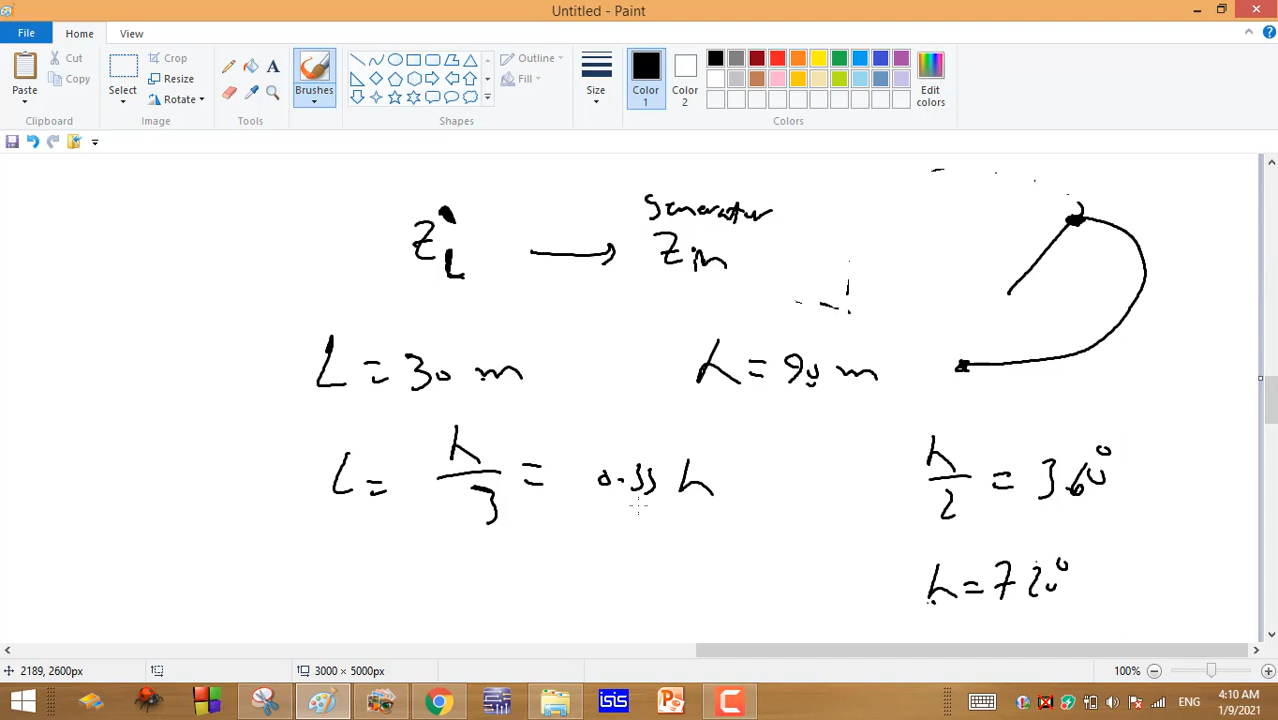 Untitled - Paint
File Home View
Paste Cut Copy
Clipboard
Select Crop Resize Rotate
Image
Tools
Brushes
Outline Fill
Shapes
Size
Color 1
Color 2
Edit colors
Colors
Generator
Z_L → Z_in
L = 30 m λ = 90 m
L = λ/3 = 0.33 λ λ/2 = 360°
λ = 720°
2189, 2600px 3000 × 5000px 100%
isis ENG 4:10 AM
1/9/2021